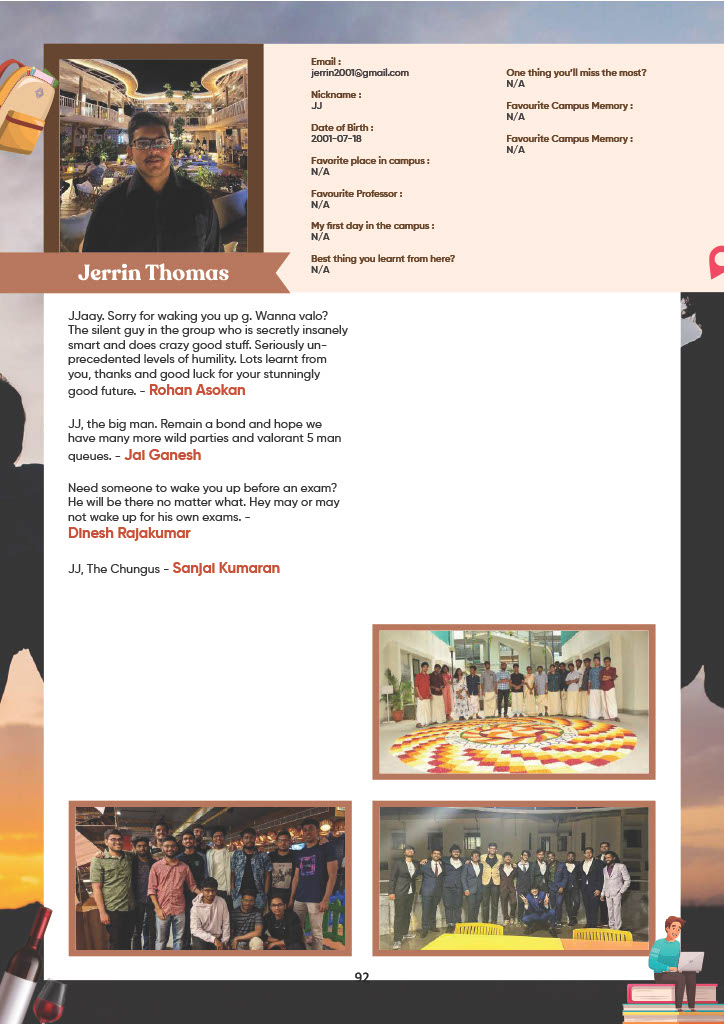 Email :
jerrin2001@gmail.com
Nickname :
JJ
Date of Birth :
2001-07-18
Favorite place in campus :
N/A
Favourite Professor :
N/A
My first day in the campus :
N/A
Best thing you learnt from here?
N/A
One thing you'll miss the most?
N/A
Favourite Campus Memory :
N/A
Favourite Campus Memory :
N/A
Jerrin Thomas
JJaay. Sorry for waking you up g. Wanna valo?
The silent guy in the group who is secretly insanely
smart and does crazy good stuff. Seriously un-
precedented levels of humility. Lots learnt from
you, thanks and good luck for your stunningly
good future. - Rohan Asokan
JJ, the big man. Remain a bond and hope we
have many more wild parties and valorant 5 man
queues. - Jai Ganesh
Need someone to wake you up before an exam?
He will be there no matter what. Hey may or may
not wake up for his own exams. -
Dinesh Rajakumar
JJ, The Chungus - Sanjai Kumaran
92